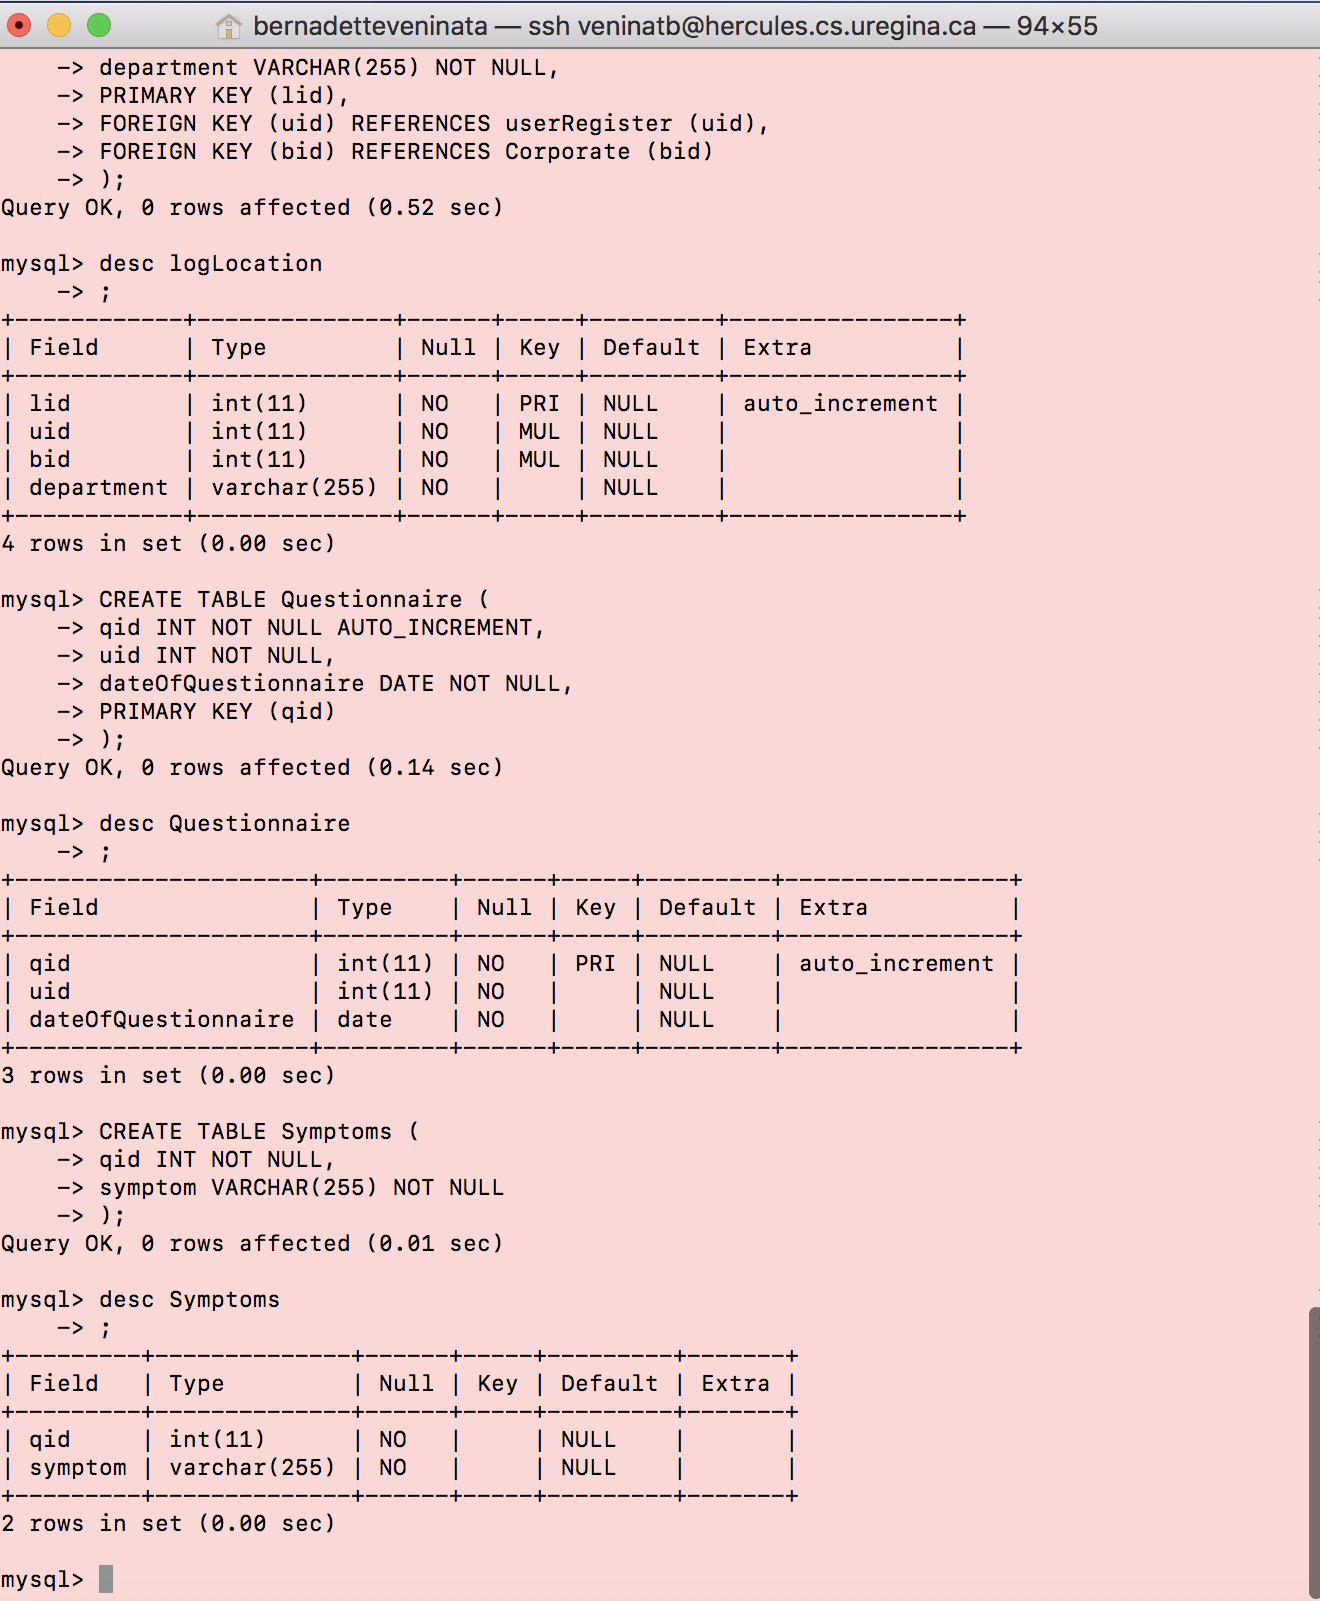 bernadetteveninata — ssh veninatb@hercules.cs.uregina.ca — 94×55
    -> department VARCHAR(255) NOT NULL,
    -> PRIMARY KEY (lid),
    -> FOREIGN KEY (uid) REFERENCES userRegister (uid),
    -> FOREIGN KEY (bid) REFERENCES Corporate (bid)
    -> );
Query OK, 0 rows affected (0.52 sec)

mysql> desc logLocation
    -> ;
+------------+--------------+------+-----+---------+----------------+
| Field      | Type         | Null | Key | Default | Extra          |
+------------+--------------+------+-----+---------+----------------+
| lid        | int(11)      | NO   | PRI | NULL    | auto_increment |
| uid        | int(11)      | NO   | MUL | NULL    |                |
| bid        | int(11)      | NO   | MUL | NULL    |                |
| department | varchar(255) | NO   |     | NULL    |                |
+------------+--------------+------+-----+---------+----------------+
4 rows in set (0.00 sec)

mysql> CREATE TABLE Questionnaire (
    -> qid INT NOT NULL AUTO_INCREMENT,
    -> uid INT NOT NULL,
    -> dateOfQuestionnaire DATE NOT NULL,
    -> PRIMARY KEY (qid)
    -> );
Query OK, 0 rows affected (0.14 sec)

mysql> desc Questionnaire
    -> ;
+---------------------+---------+------+-----+---------+----------------+
| Field               | Type    | Null | Key | Default | Extra          |
+---------------------+---------+------+-----+---------+----------------+
| qid                 | int(11) | NO   | PRI | NULL    | auto_increment |
| uid                 | int(11) | NO   |     | NULL    |                |
| dateOfQuestionnaire | date    | NO   |     | NULL    |                |
+---------------------+---------+------+-----+---------+----------------+
3 rows in set (0.00 sec)

mysql> CREATE TABLE Symptoms (
    -> qid INT NOT NULL,
    -> symptom VARCHAR(255) NOT NULL
    -> );
Query OK, 0 rows affected (0.01 sec)

mysql> desc Symptoms
    -> ;
+---------+--------------+------+-----+---------+-------+
| Field   | Type         | Null | Key | Default | Extra |
+---------+--------------+------+-----+---------+-------+
| qid     | int(11)      | NO   |     | NULL    |       |
| symptom | varchar(255) | NO   |     | NULL    |       |
+---------+--------------+------+-----+---------+-------+
2 rows in set (0.00 sec)

mysql>